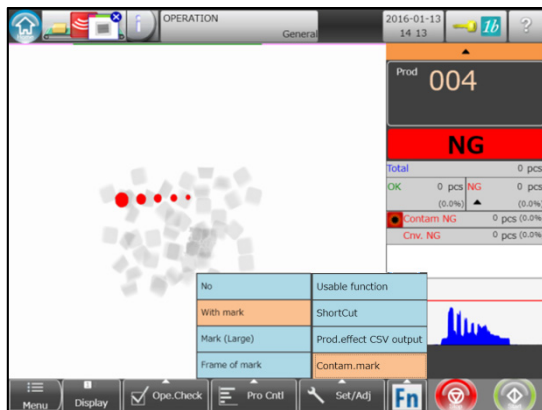 OPERATION
General
2016-01-13
14 13
1b
?
i
Prod
004
NG
Total 0 pcs
OK 0 pcs NG 0 pcs
(0.0%) (0.0%)
Contam NG 0 pcs (0.0%
Cnv. NG 0 pcs (0.0%
No Usable function
With mark ShortCut
Mark (Large) Prod.effect CSV output
Frame of mark Contam.mark
Menu Display Ope.Check Pro Cntl Set/Adj Fn